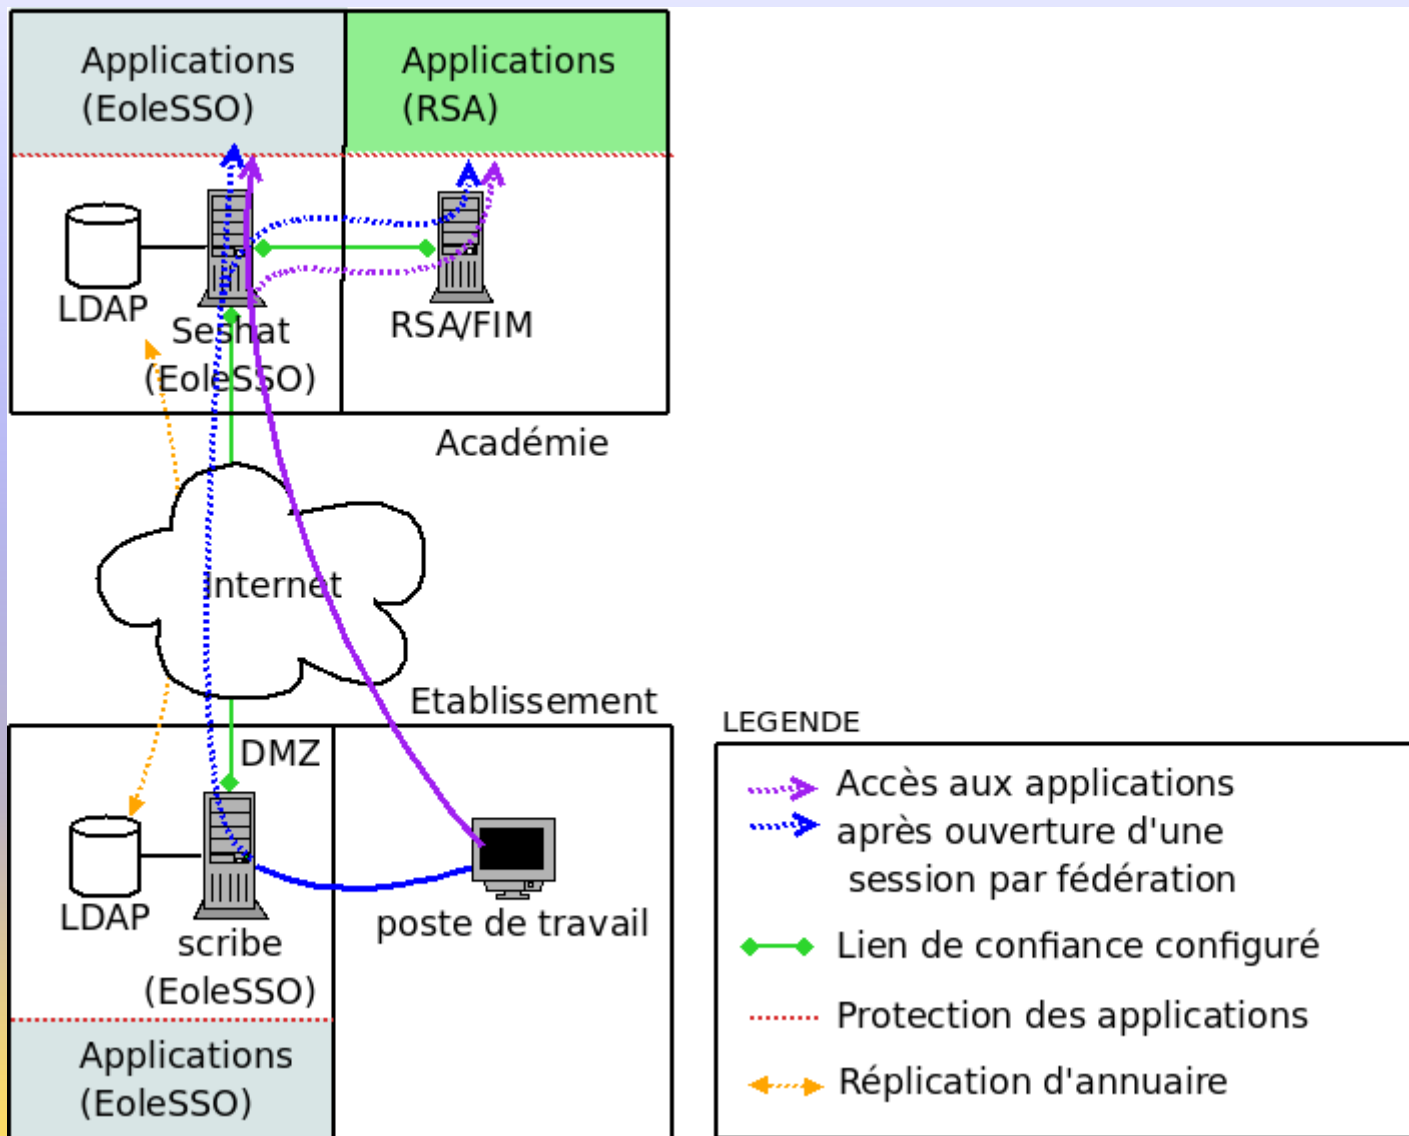 Applications
(EoleSSO)
Applications
(RSA)
LDAP
Seshat
(EoleSSO)
RSA/FIM
Académie
Internet
Etablissement
DMZ
LDAP
scribe
(EoleSSO)
poste de travail
Applications
(EoleSSO)
LEGENDE
Accès aux applications
après ouverture d'une
session par fédération
Lien de confiance configuré
Protection des applications
Réplication d'annuaire